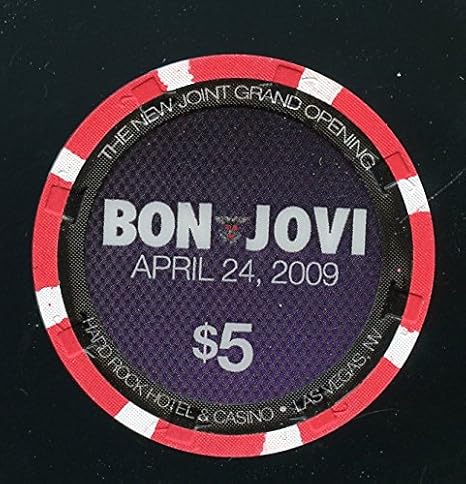 THE NEW JOINT GRAND OPENING
BON JOVI
APRIL 24, 2009
$5
HARD ROCK HOTEL & CASINO • LAS VEGAS, NV